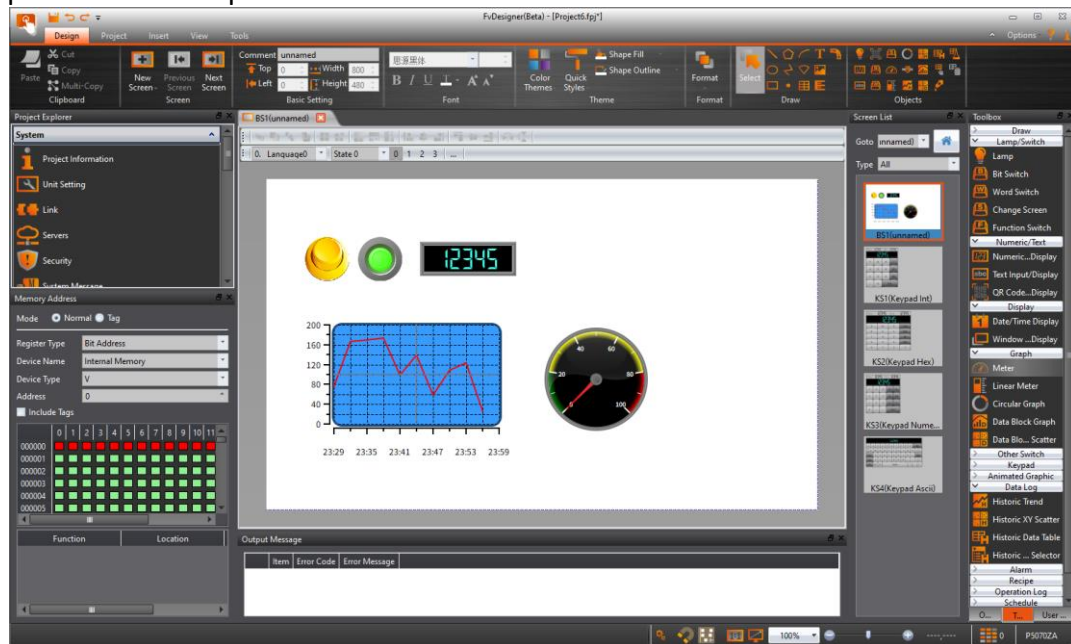 FvDesigner(Beta) - [Project6.fpj*]
Design Project Insert View Tools
Options
Cut
Copy
Multi-Copy
Paste
Clipboard
New Screen
Previous Screen
Next Screen
Screen
Comment unnamed
Top 0 Width 800
Left 0 Height 480
Basic Setting
思源黑体
B I U
Font
Color Themes
Quick Styles
Shape Fill
Shape Outline
Theme
Format
Format
Select
Draw
Objects
Project Explorer
System
Project Information
Unit Setting
Link
Servers
Security
System Message
Memory Address
Mode Normal Tag
Register Type Bit Address
Device Name Internal Memory
Device Type V
Address 0
Include Tags
0 1 2 3 4 5 6 7 8 9 10 11
000000
000001
000002
000003
000004
000005
Function Location
BS1(unnamed)
0. Language0 State 0 0 1 2 3 ...
12345
200
160
120
80
40
0
23:29 23:35 23:41 23:47 23:53 23:59
0 20 40 60 80 100
Output Message
Item Error Code Error Message
Screen List
Goto nnamed)
Type All
BS1(unnamed)
KS1(Keypad Int)
KS2(Keypad Hex)
KS3(Keypad Nume...
KS4(Keypad Ascii)
Toolbox
Draw
Lamp/Switch
Lamp
Bit Switch
Word Switch
Change Screen
Function Switch
Numeric/Text
Numeric...Display
Text Input/Display
QR Code...Display
Display
Date/Time Display
Window ...Display
Graph
Meter
Linear Meter
Circular Graph
Data Block Graph
Data Blo... Scatter
Other Switch
Keypad
Animated Graphic
Data Log
Historic Trend
Historic XY Scatter
Historic Data Table
Historic ... Selector
Alarm
Recipe
Operation Log
Schedule
O... T... User ...
100%
0 P5070ZA